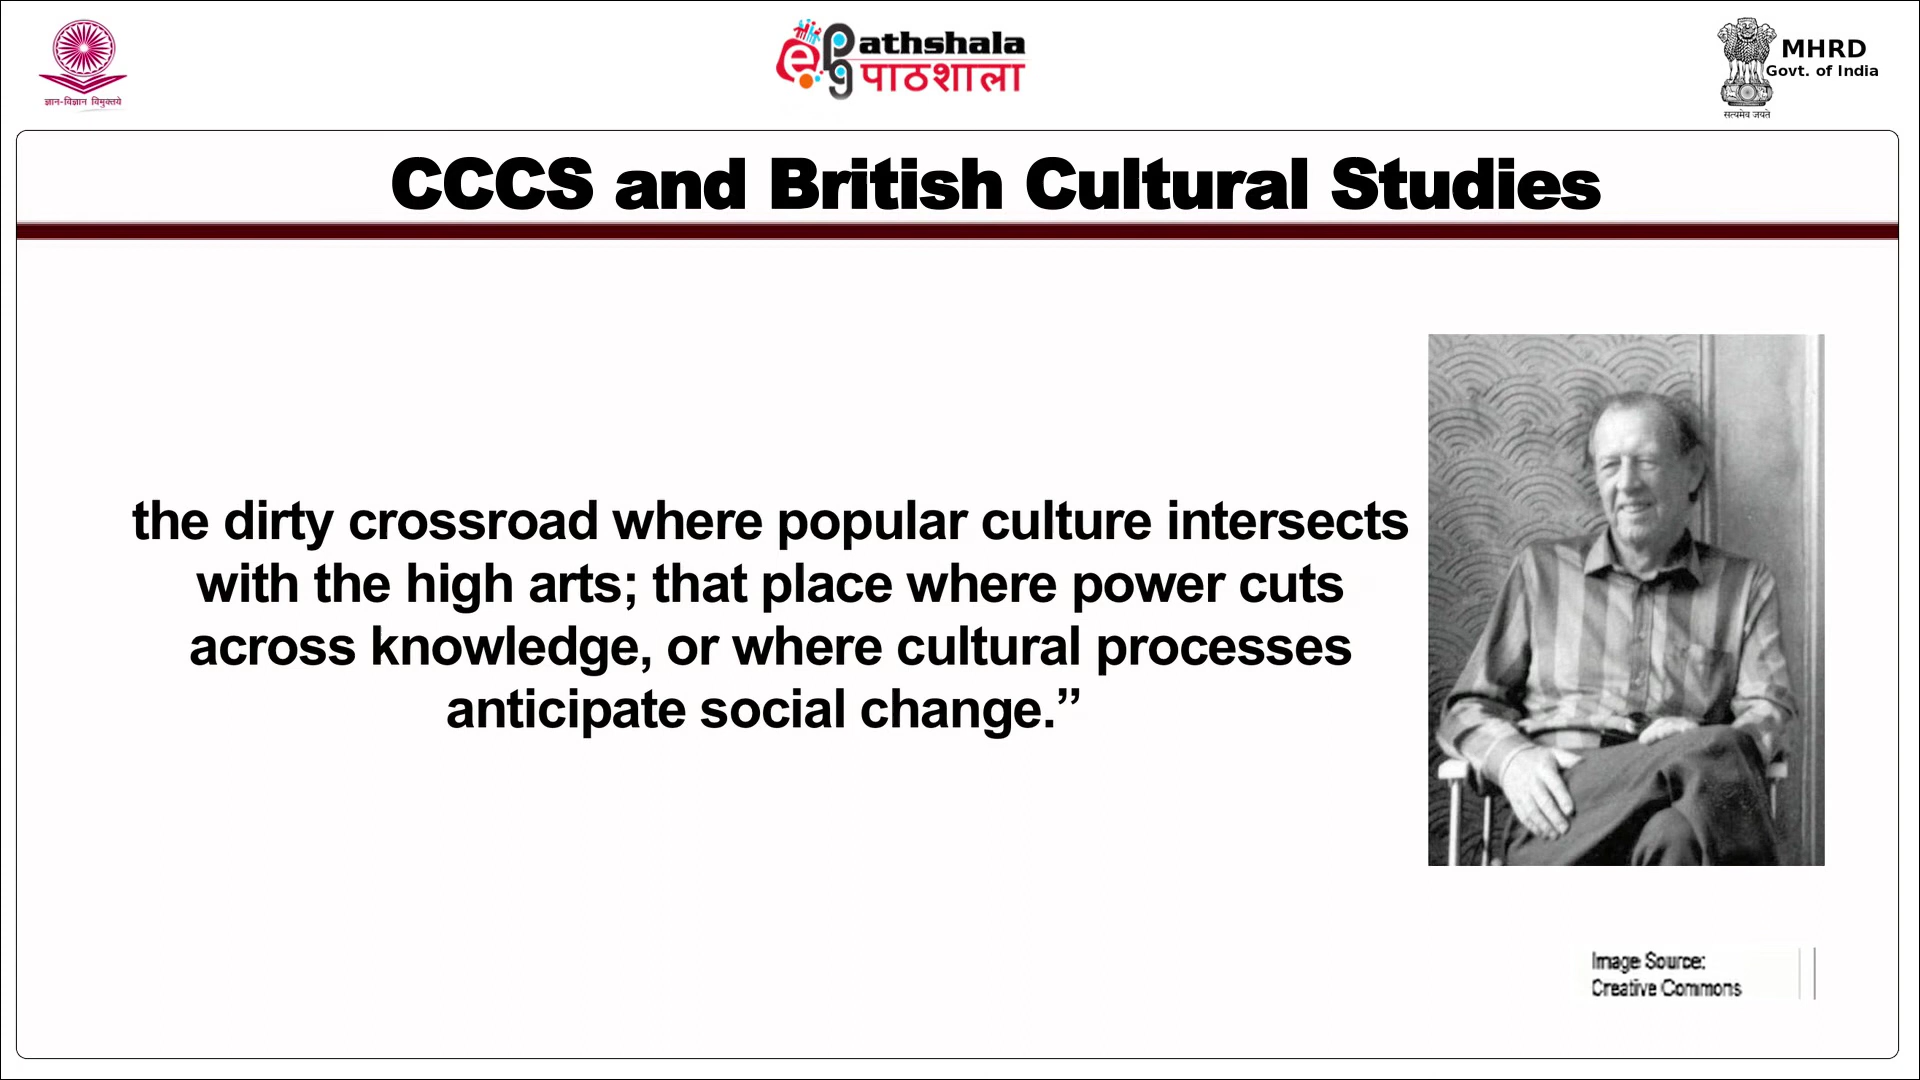 ज्ञान-विज्ञान विमुक्तये
epg
athshala
पाठशाला
MHRD
Govt. of India
सत्यमेव जयते
CCCS and British Cultural Studies
the dirty crossroad where popular culture intersects
with the high arts; that place where power cuts
across knowledge, or where cultural processes
anticipate social change.”
Image Source:
Creative Commons